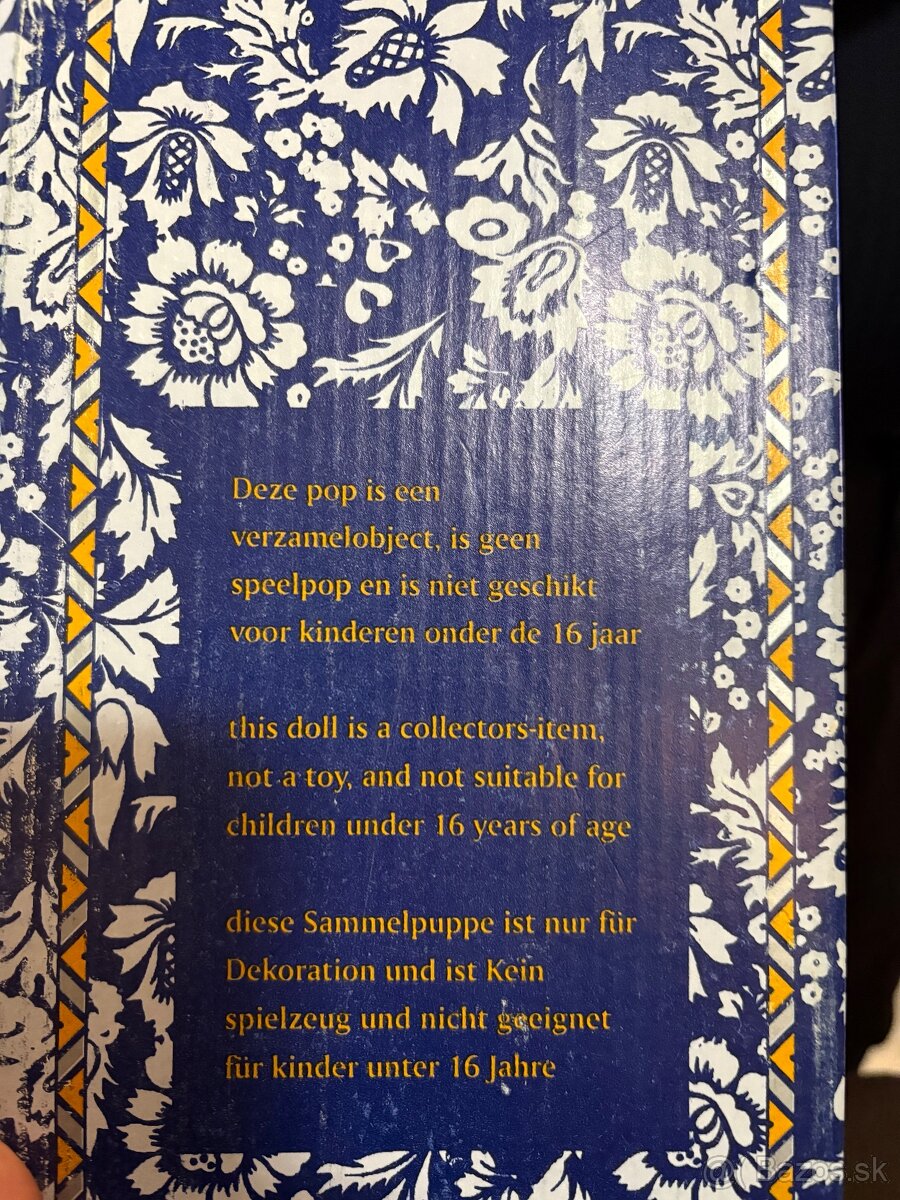 Deze pop is een
verzamelobject, is geen
speelpop en is niet geschikt
voor kinderen onder de 16 jaar
this doll is a collectors-item,
not a toy, and not suitable for
children under 16 years of age
diese Sammelpuppe ist nur für
Dekoration und ist Kein
spielzeug und nicht geeignet
für kinder unter 16 Jahre
Bazos.sk